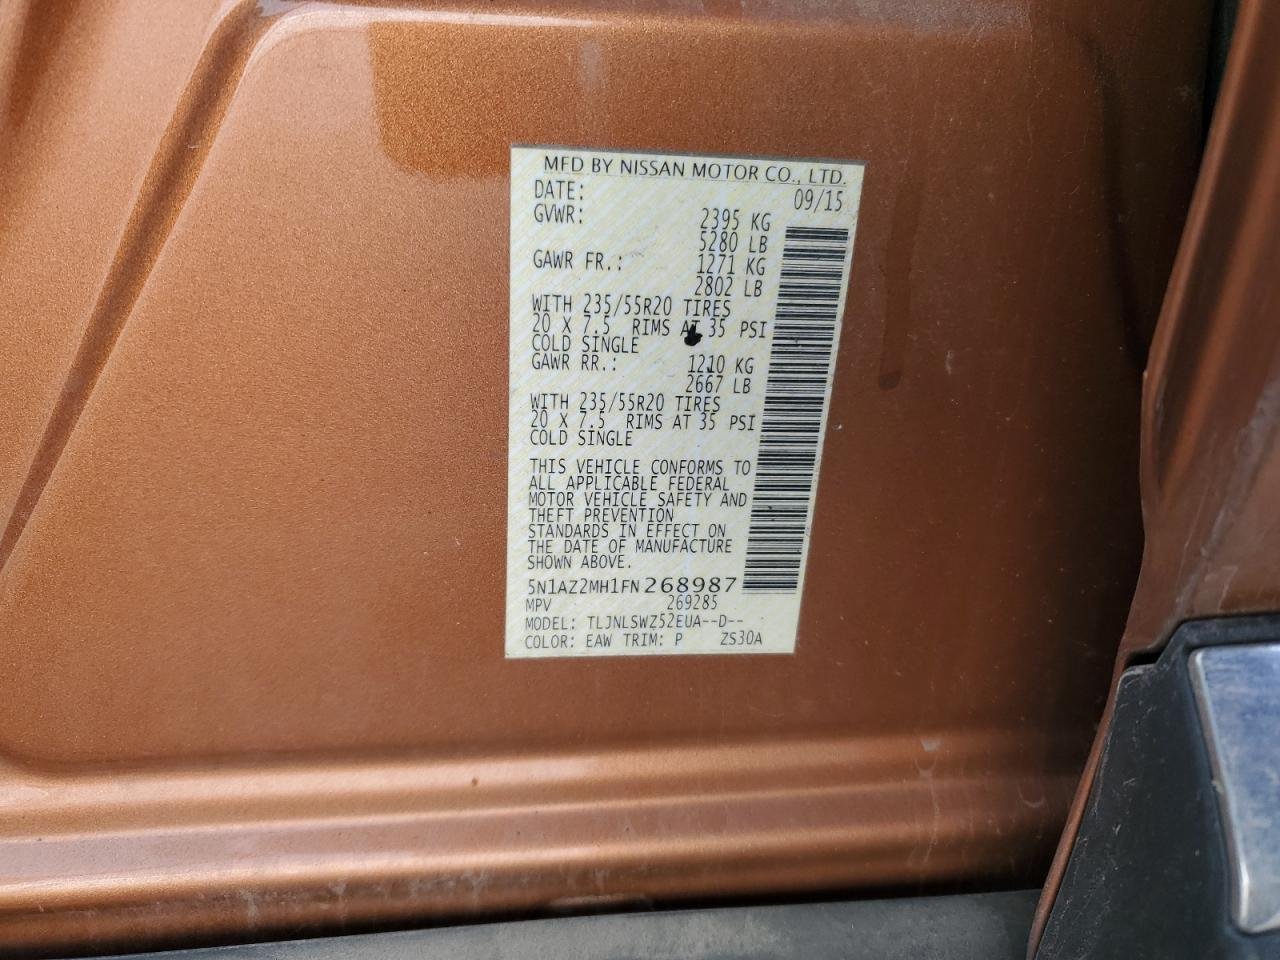 MFD BY NISSAN MOTOR CO., LTD.
DATE: 09/15
GVWR: 2395 KG
5280 LB
GAWR FR.: 1271 KG
2802 LB
WITH 235/55R20 TIRES
20 X 7.5 RIMS AT 35 PSI
COLD SINGLE
GAWR RR.: 1210 KG
2667 LB
WITH 235/55R20 TIRES
20 X 7.5 RIMS AT 35 PSI
COLD SINGLE
THIS VEHICLE CONFORMS TO
ALL APPLICABLE FEDERAL
MOTOR VEHICLE SAFETY AND
THEFT PREVENTION
STANDARDS IN EFFECT ON
THE DATE OF MANUFACTURE
SHOWN ABOVE.
5N1AZ2MH1FN268987
MPV 269285
MODEL: TLJNLSWZ52EUA--D--
COLOR: EAW TRIM: P ZS30A